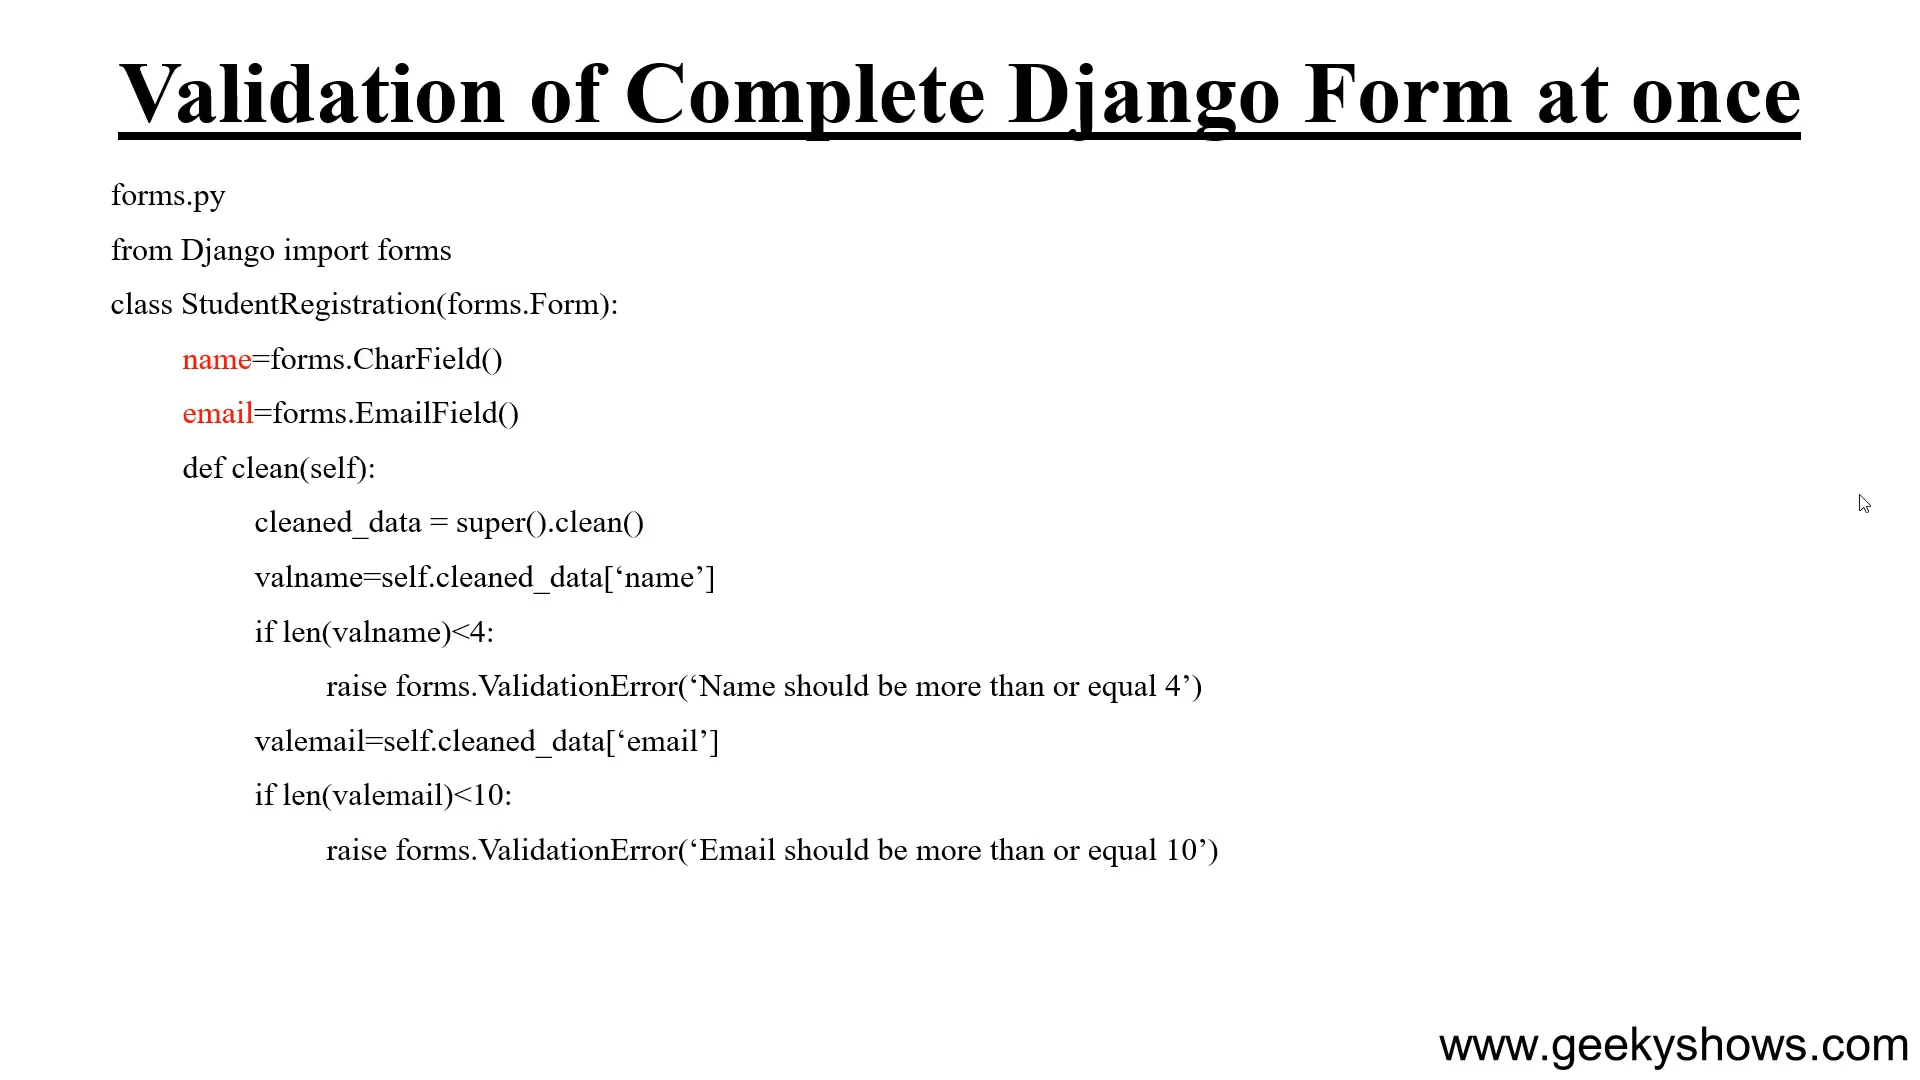 Validation of Complete Django Form at once
forms.py
from Django import forms
class StudentRegistration(forms.Form):
name=forms.CharField()
email=forms.EmailField()
def clean(self):
cleaned_data = super().clean()
valname=self.cleaned_data[‘name’]
if len(valname)<4:
raise forms.ValidationError(‘Name should be more than or equal 4’)
valemail=self.cleaned_data[‘email’]
if len(valemail)<10:
raise forms.ValidationError(‘Email should be more than or equal 10’)
www.geekyshows.com